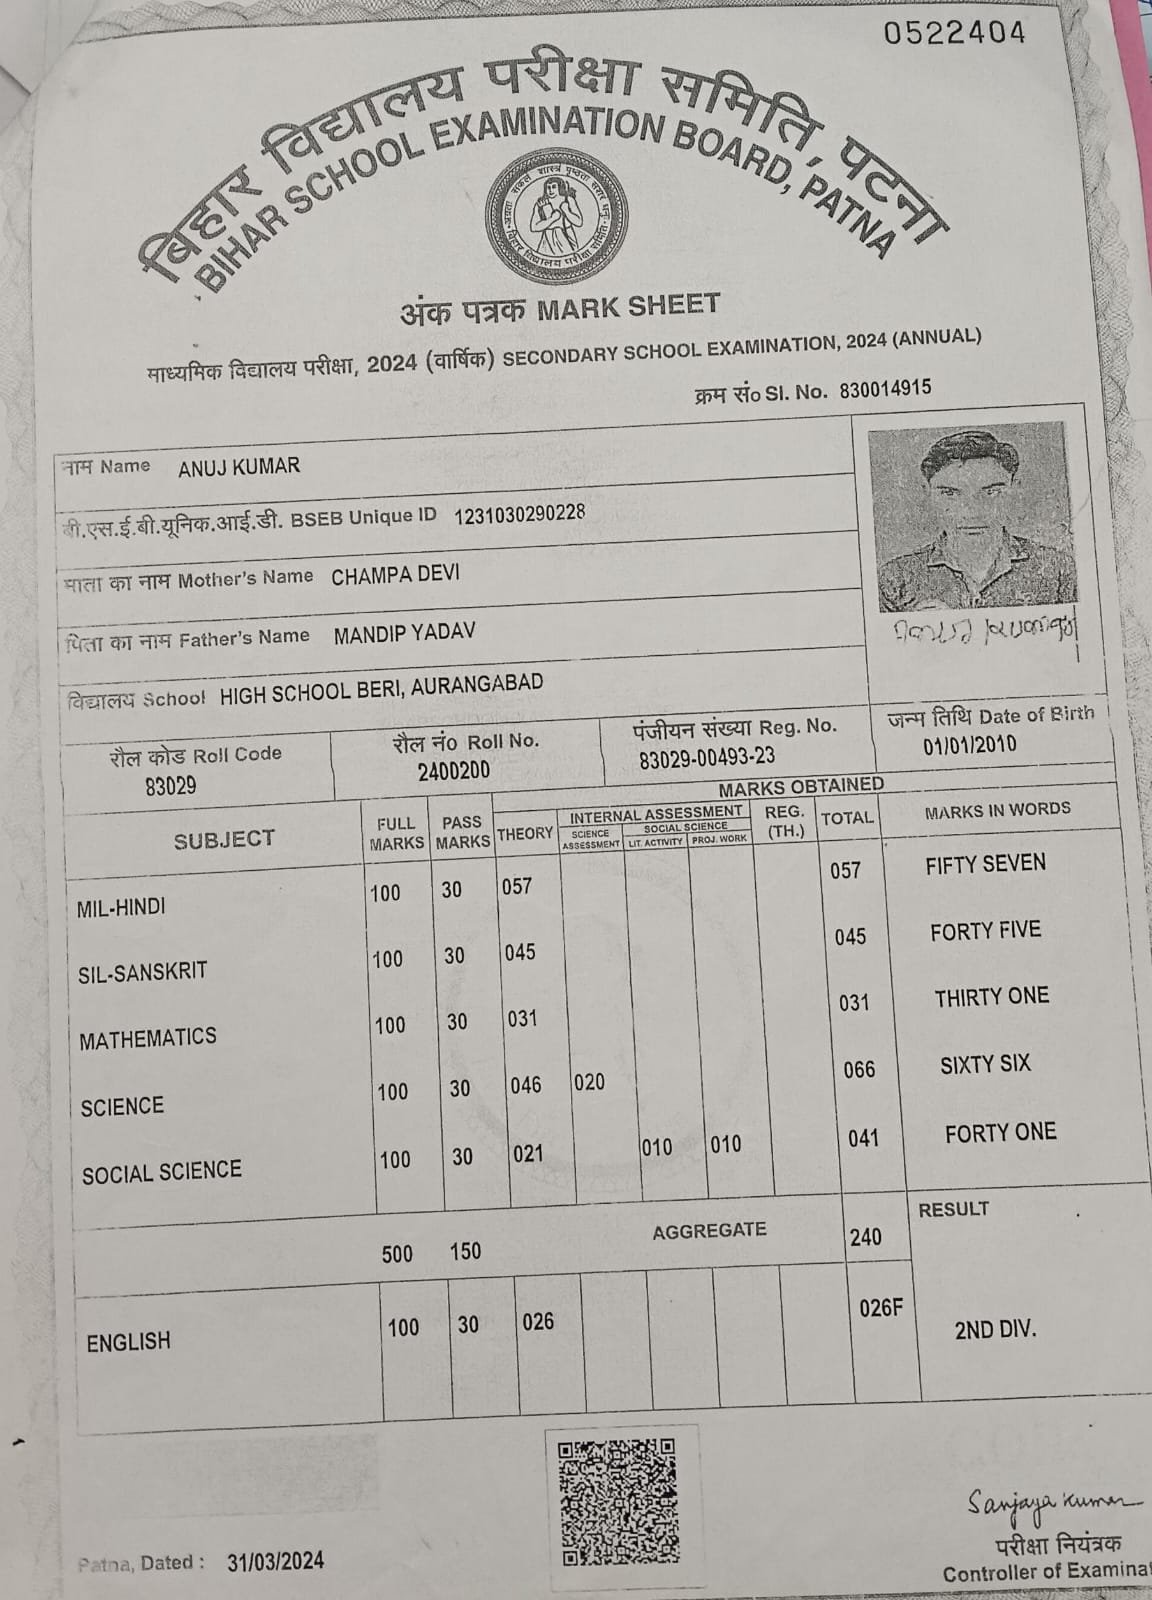 0522404
बिहार विद्यालय परीक्षा समिति, पटना
BIHAR SCHOOL EXAMINATION BOARD, PATNA
अंक पत्रक MARK SHEET
माध्यमिक विद्यालय परीक्षा, 2024 (वार्षिक) SECONDARY SCHOOL EXAMINATION, 2024 (ANNUAL)
क्रम सं० Sl. No. 830014915
नाम Name ANUJ KUMAR
बी.एस.ई.बी.यूनिक.आई.डी. BSEB Unique ID 1231030290228
माता का नाम Mother's Name CHAMPA DEVI
पिता का नाम Father's Name MANDIP YADAV
विद्यालय School HIGH SCHOOL BERI, AURANGABAD
रौल कोड Roll Code रौल नं० Roll No. पंजीयन संख्या Reg. No. जन्म तिथि Date of Birth
83029 2400200 83029-00493-23 01/01/2010
MARKS OBTAINED
SUBJECT FULL MARKS PASS MARKS THEORY INTERNAL ASSESSMENT REG. (TH.) TOTAL MARKS IN WORDS
SCIENCE ASSESSMENT SOCIAL SCIENCE
LIT. ACTIVITY PROJ. WORK
MIL-HINDI 100 30 057 057 FIFTY SEVEN
SIL-SANSKRIT 100 30 045 045 FORTY FIVE
MATHEMATICS 100 30 031 031 THIRTY ONE
SCIENCE 100 30 046 020 066 SIXTY SIX
SOCIAL SCIENCE 100 30 021 010 010 041 FORTY ONE
500 150 AGGREGATE 240 RESULT
ENGLISH 100 30 026 026F 2ND DIV.
Sanjaya Kumar
Patna, Dated : 31/03/2024
परीक्षा नियंत्रक
Controller of Examinat